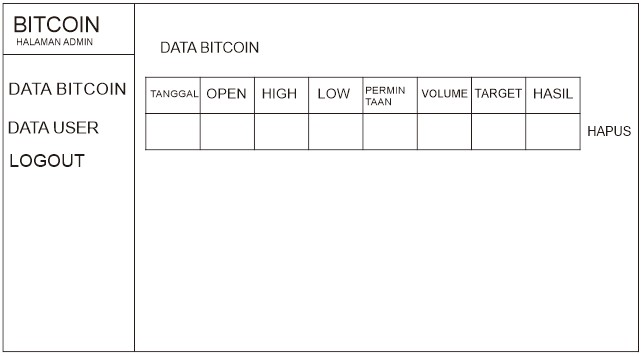 BITCOIN
HALAMAN ADMIN
DATA BITCOIN
DATA USER
LOGOUT
DATA BITCOIN
TANGGAL OPEN HIGH LOW PERMIN TAAN VOLUME TARGET HASIL
HAPUS